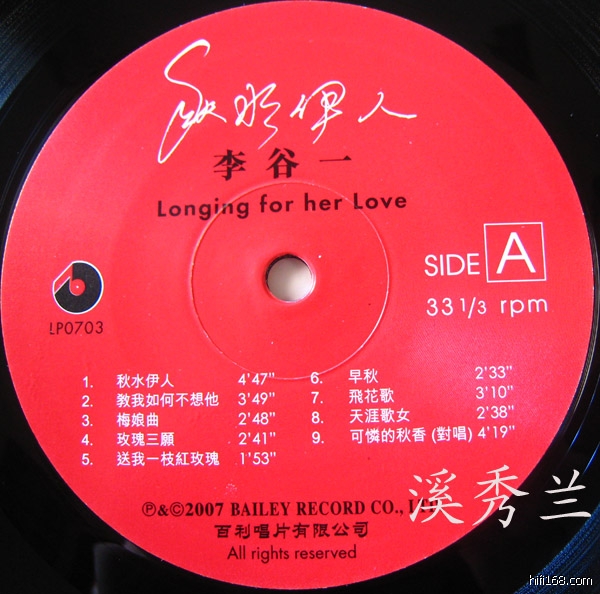 秋水伊人
李谷一
Longing for her Love
SIDE A
33 1/3 rpm
LP0703
1. 秋水伊人 4'47"
2. 教我如何不想他 3'49"
3. 梅娘曲 2'48"
4. 玫瑰三願 2'41"
5. 送我一枝紅玫瑰 1'53"
6. 早秋 2'33"
7. 飛花歌 3'10"
8. 天涯歌女 2'38"
9. 可憐的秋香 (對唱) 4'19"
Ⓟ&©2007 BAILEY RECORD CO., LTD
百利唱片有限公司
All rights reserved
溪秀兰
hifi168.com